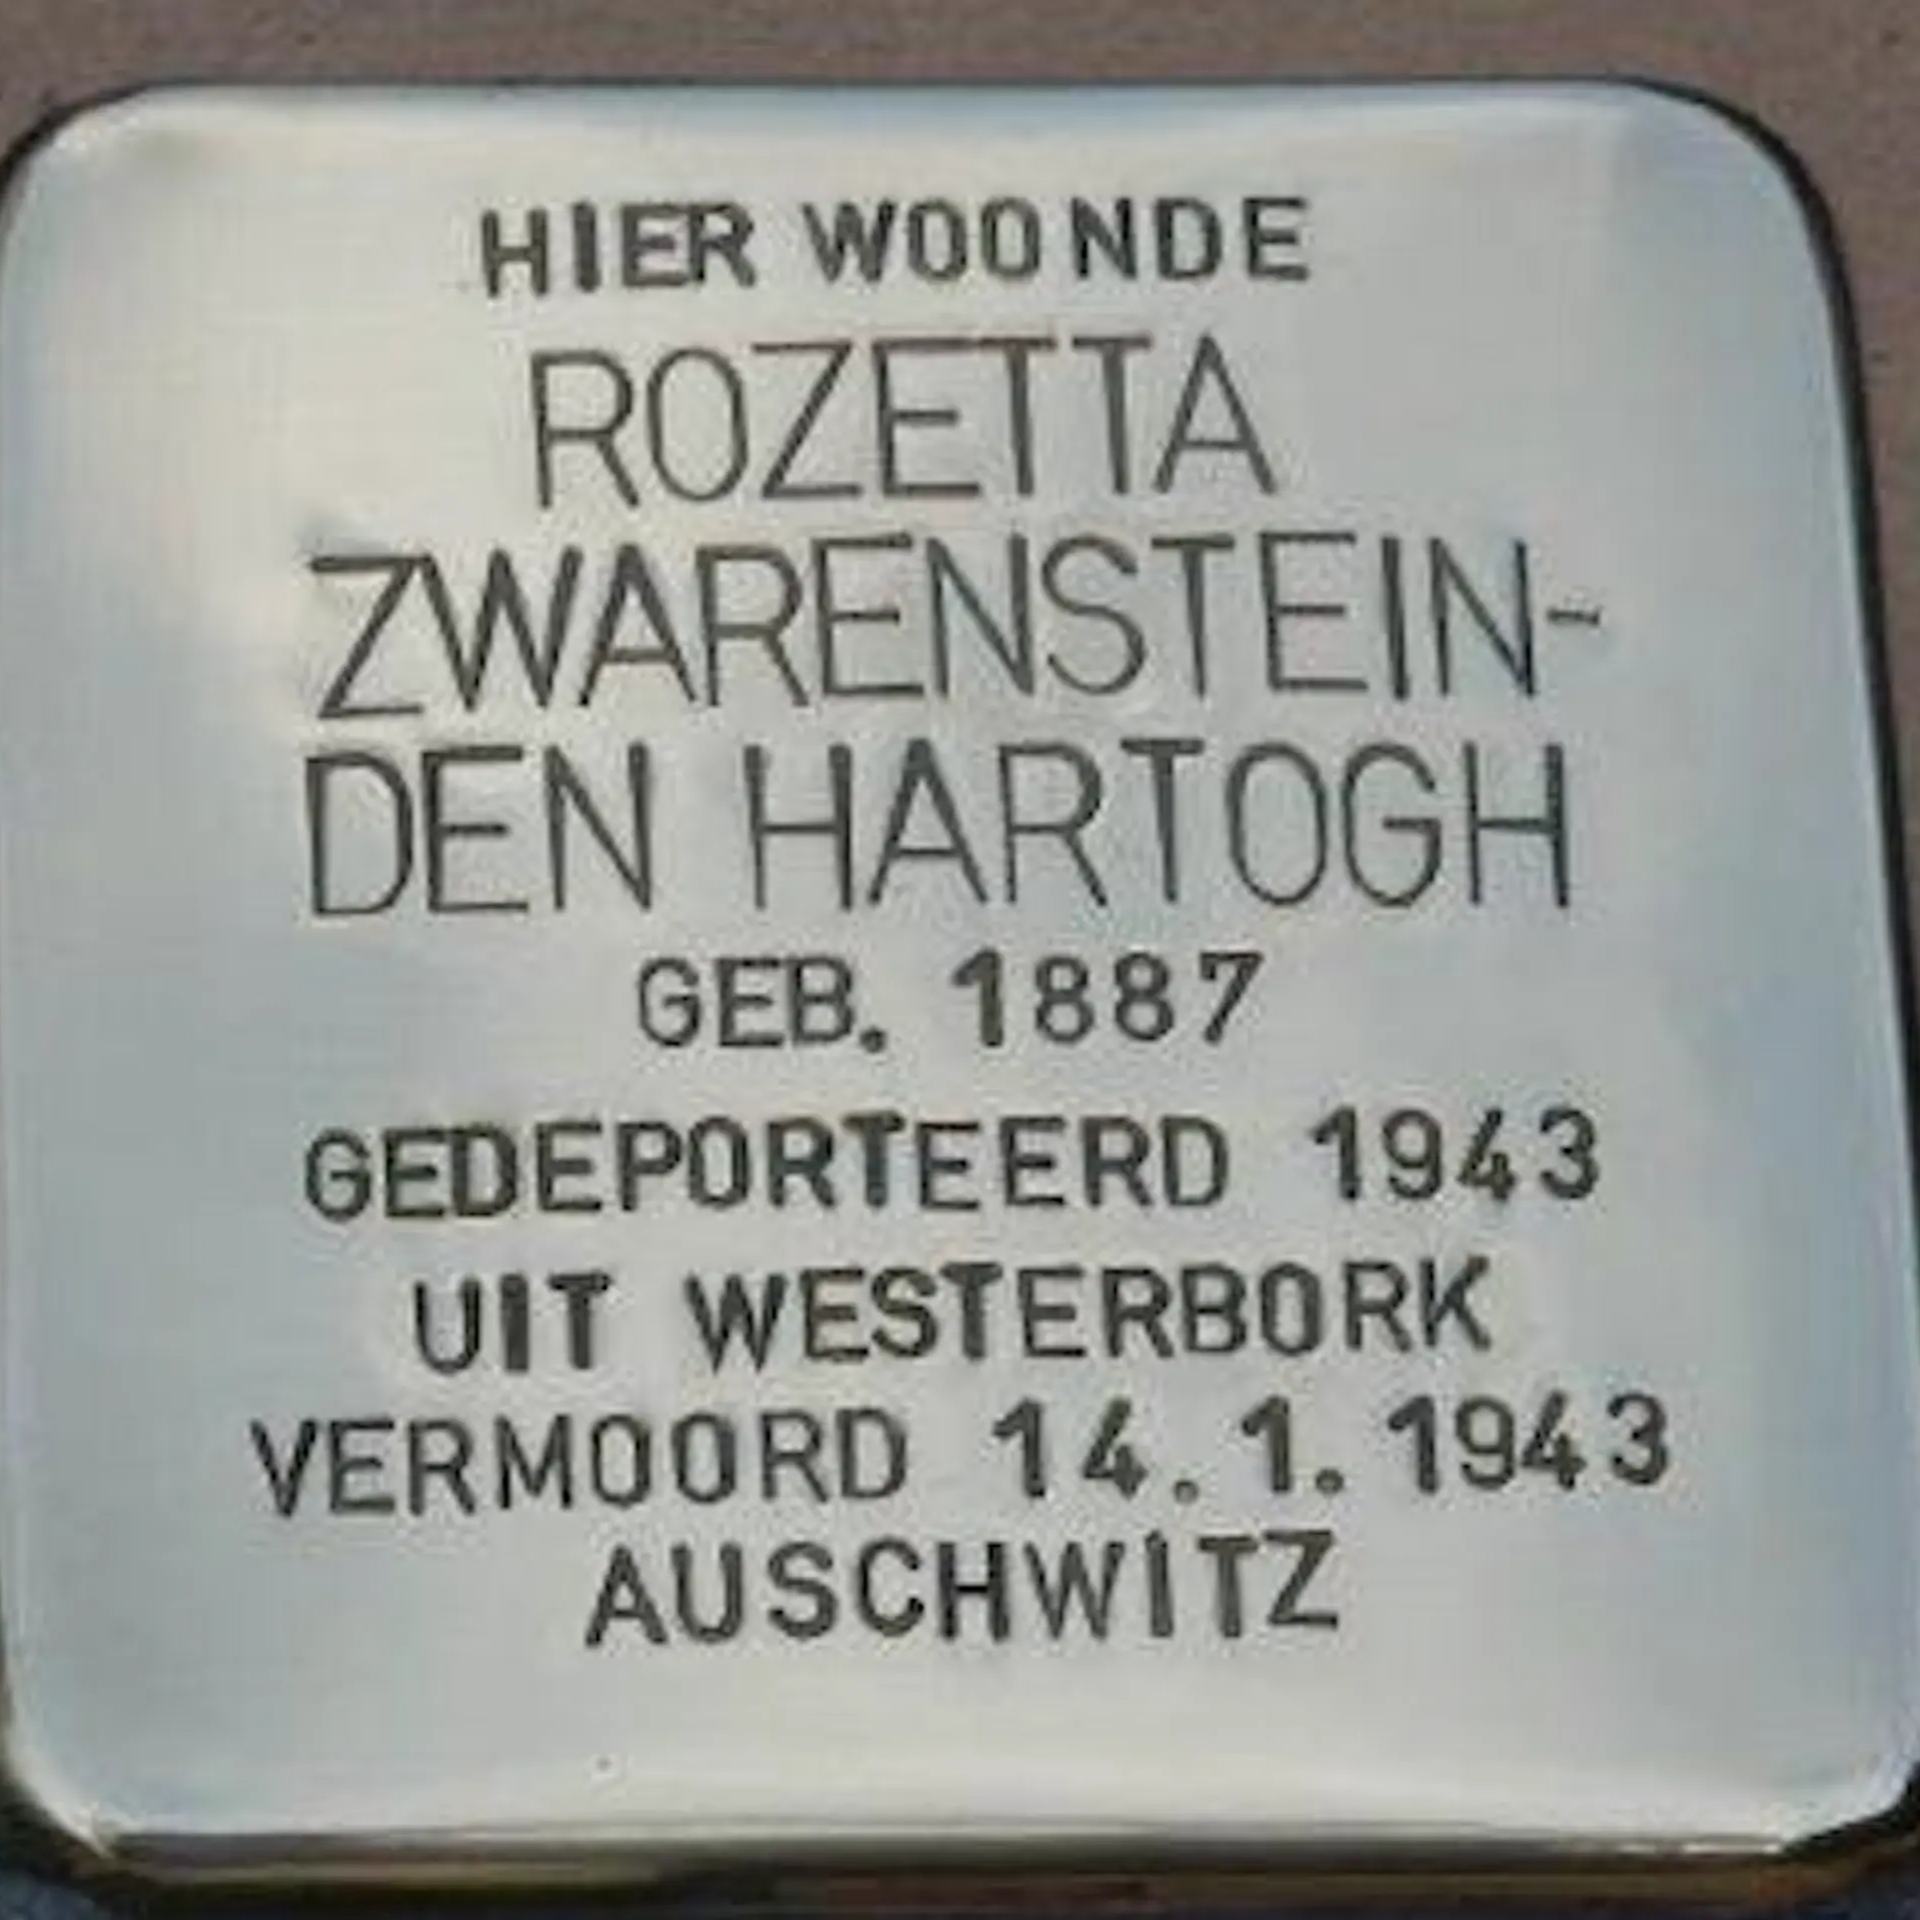 HIER WOONDE
ROZETTA
ZWARENSTEIN-
DEN HARTOGH
GEB. 1887
GEDEPORTEERD 1943
UIT WESTERBORK
VERMOORD 14.1.1943
AUSCHWITZ